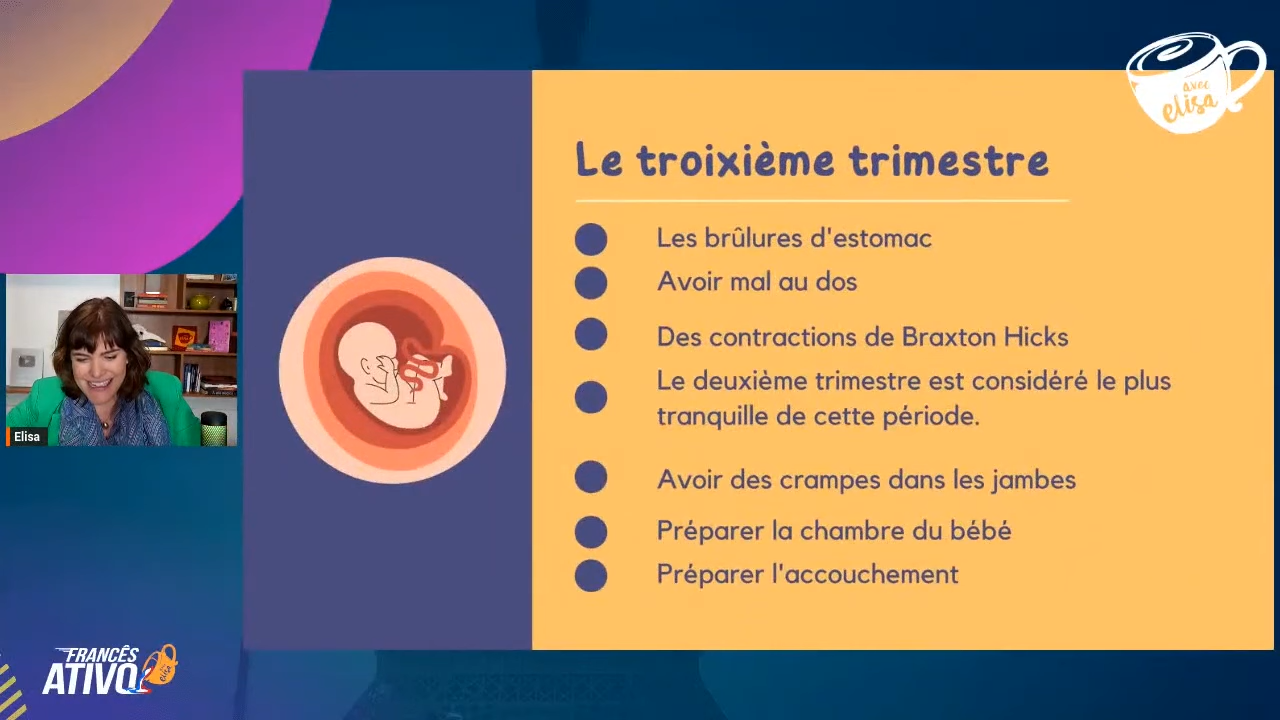 avec
elisa
Le troixième trimestre
Les brûlures d'estomac
Avoir mal au dos
Des contractions de Braxton Hicks
Le deuxième trimestre est considéré le plus
tranquille de cette période.
Avoir des crampes dans les jambes
Préparer la chambre du bébé
Préparer l'accouchement
Elisa
FRANCÊS
ATIVO